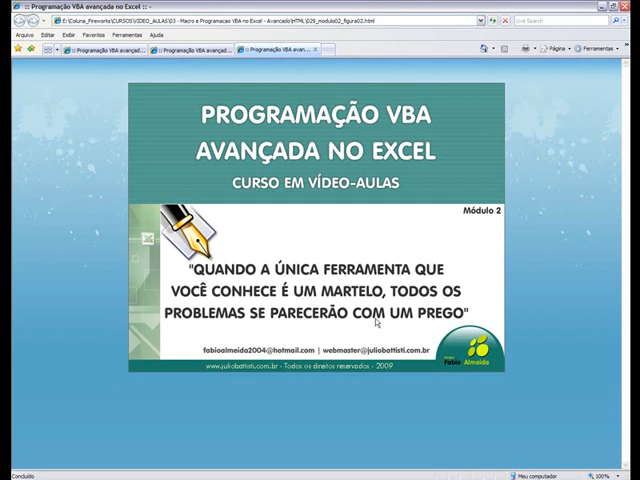 :: Programação VBA avançada no Excel :: -
E:\Coluna_Fireworks\CURSOS\VIDEO_AULAS\03 - Macro e Programacao VBA no Excel - Avancado\HTML\029_modulo02_figura02.html
Live Search
Arquivo Editar Exibir Favoritos Ferramentas Ajuda
:: Programação VBA avançad... :: Programação VBA avançad... :: Programação VBA avan...
Página Ferramentas
PROGRAMAÇÃO VBA
AVANÇADA NO EXCEL
CURSO EM VÍDEO-AULAS
Módulo 2
"QUANDO A ÚNICA FERRAMENTA QUE
VOCÊ CONHECE É UM MARTELO, TODOS OS
PROBLEMAS SE PARECERÃO COM UM PREGO"
fabioalmeida2004@hotmail.com | webmaster@juliobattisti.com.br
Fabio Almeida
www.juliobattisti.com.br - Todos os direitos reservados - 2009
Concluído
Meu computador
100%